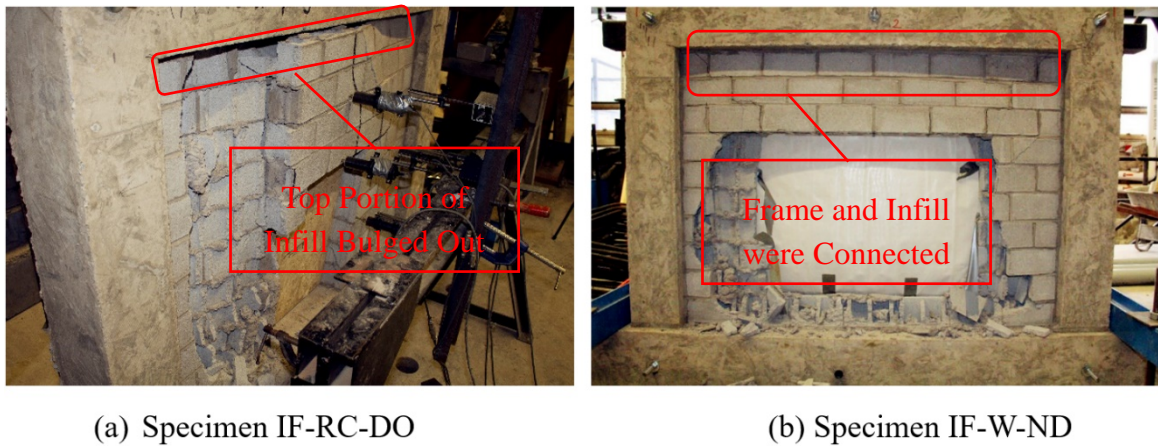 Top Portion of
Infill Bulged Out
Frame and Infill
were Connected
(a) Specimen IF-RC-DO
(b) Specimen IF-W-ND